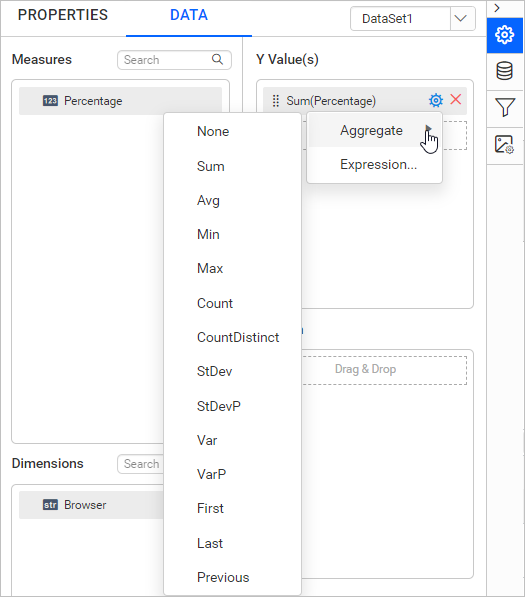 PROPERTIES
DATA
DataSet1
Measures
Search
Y Value(s)
123 Percentage
Sum(Percentage)
Aggregate
Expression...
None
Sum
Avg
Min
Max
Count
CountDistinct
StDev
StDevP
Var
VarP
First
Last
Previous
Drag & Drop
Dimensions
Search
str Browser